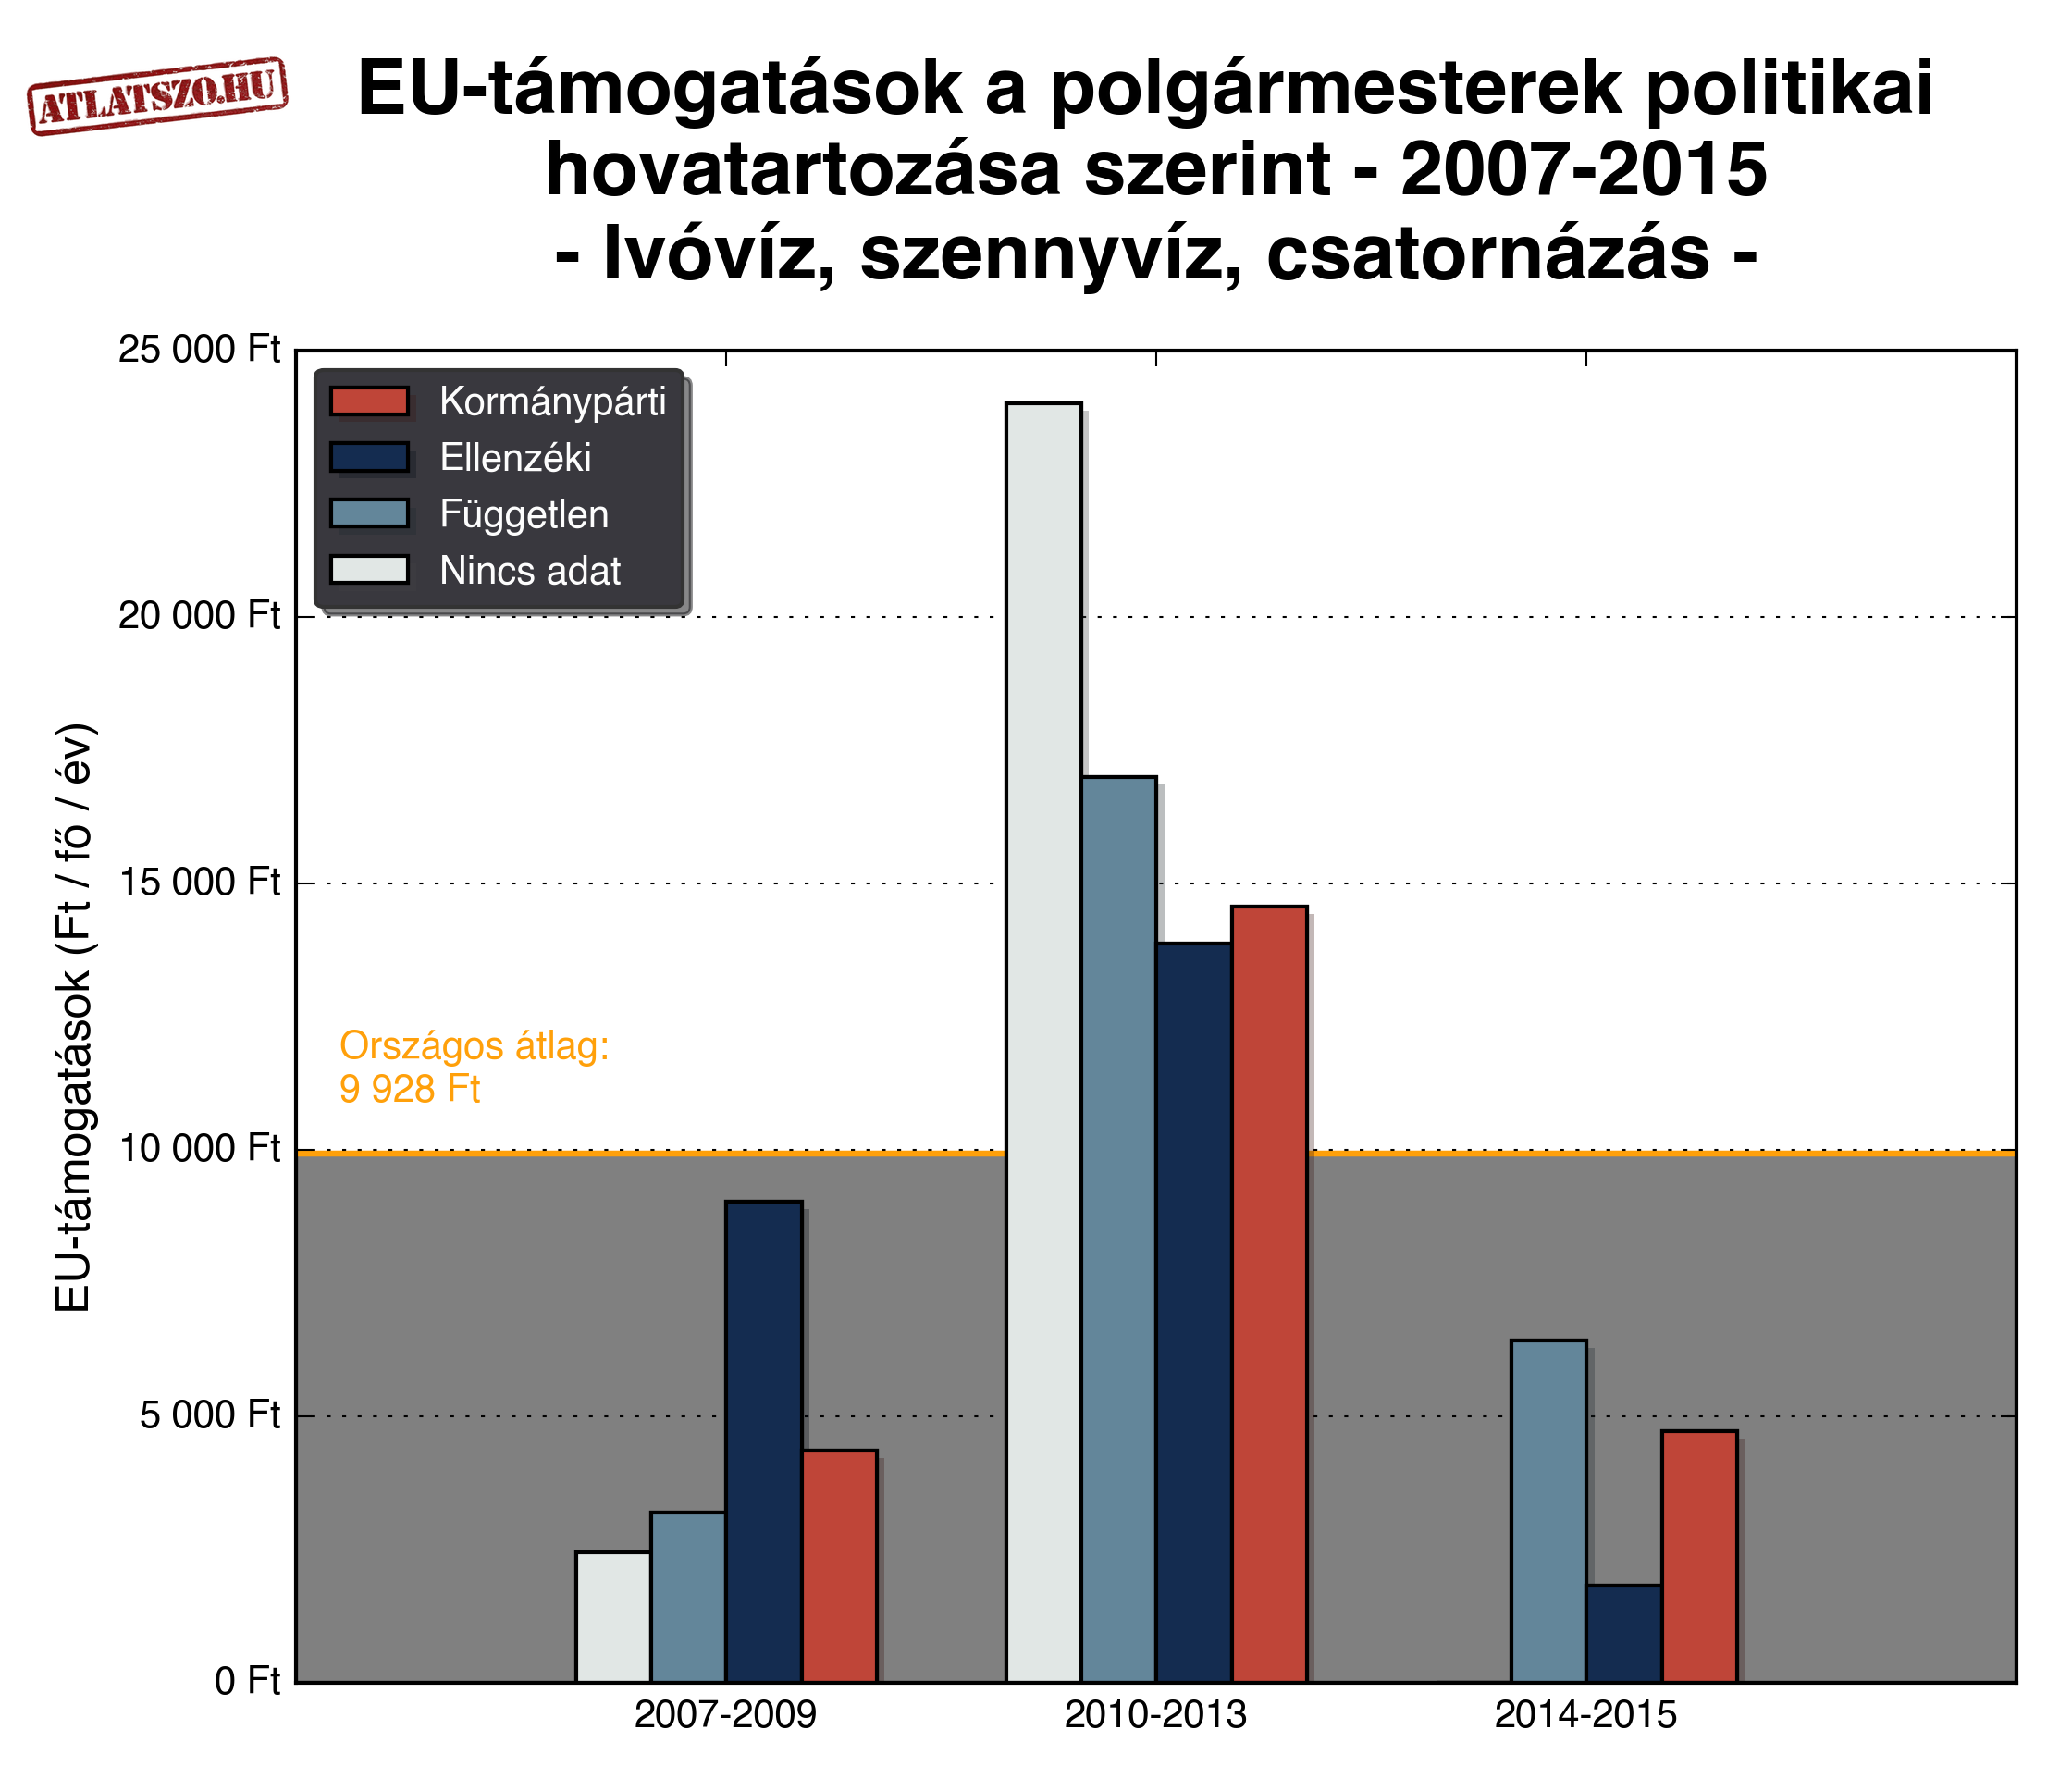 ATLATSZO.HU
EU-támogatások a polgármesterek politikai
hovatartozása szerint - 2007-2015
- Ivóvíz, szennyvíz, csatornázás -
25 000 Ft
20 000 Ft
15 000 Ft
10 000 Ft
5 000 Ft
0 Ft
EU-támogatások (Ft / fő / év)
Kormánypárti
Ellenzéki
Független
Nincs adat
Országos átlag:
9 928 Ft
2007-2009
2010-2013
2014-2015